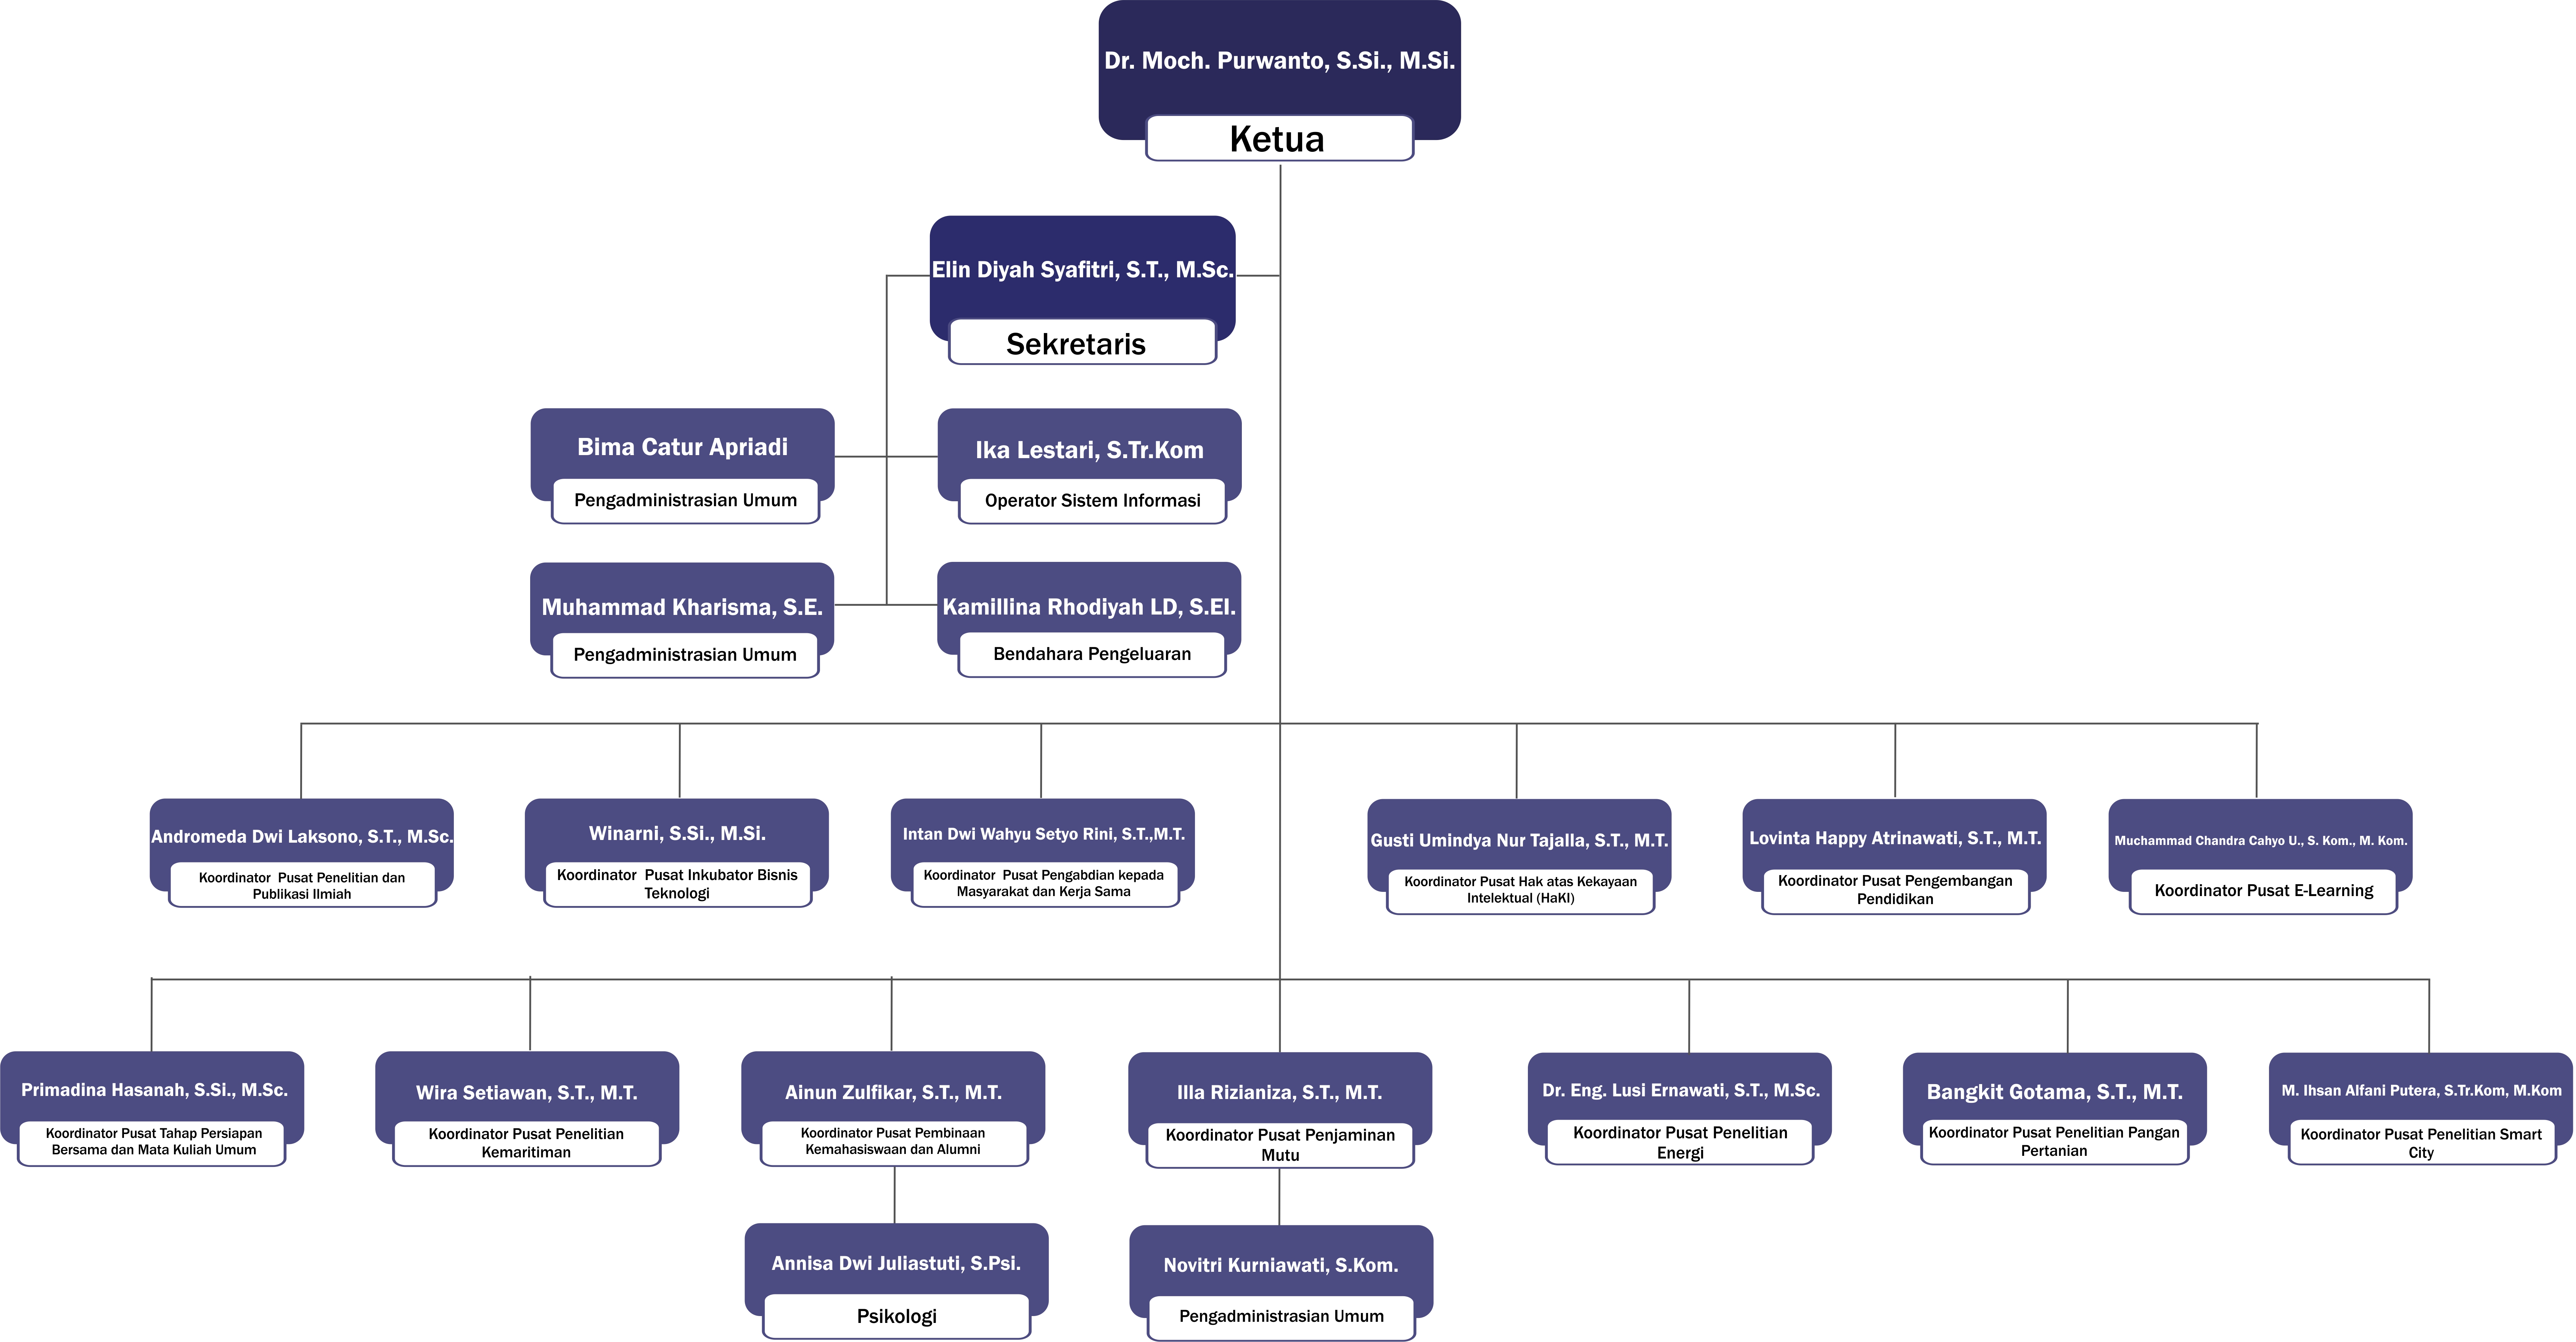 Dr. Moch. Purwanto, S.Si., M.Si.
Ketua
Elin Diyah Syafitri, S.T., M.Sc.
Sekretaris
Bima Catur Apriadi
Pengadministrasian Umum
Ika Lestari, S.Tr.Kom
Operator Sistem Informasi
Muhammad Kharisma, S.E.
Pengadministrasian Umum
Kamillina Rhodiyah LD, S.EI.
Bendahara Pengeluaran
Andromeda Dwi Laksono, S.T., M.Sc.
Koordinator Pusat Penelitian dan
Publikasi Ilmiah
Winarni, S.Si., M.Si.
Koordinator Pusat Inkubator Bisnis
Teknologi
Intan Dwi Wahyu Setyo Rini, S.T.,M.T.
Koordinator Pusat Pengabdian kepada
Masyarakat dan Kerja Sama
Gusti Umindya Nur Tajalla, S.T., M.T.
Koordinator Pusat Hak atas Kekayaan
Intelektual (HaKI)
Lovinta Happy Atrinawati, S.T., M.T.
Koordinator Pusat Pengembangan
Pendidikan
Muchammad Chandra Cahyo U., S. Kom., M. Kom.
Koordinator Pusat E-Learning
Primadina Hasanah, S.Si., M.Sc.
Koordinator Pusat Tahap Persiapan
Bersama dan Mata Kuliah Umum
Wira Setiawan, S.T., M.T.
Koordinator Pusat Penelitian
Kemaritiman
Ainun Zulfikar, S.T., M.T.
Koordinator Pusat Pembinaan
Kemahasiswaan dan Alumni
Illa Rizianiza, S.T., M.T.
Koordinator Pusat Penjaminan
Mutu
Dr. Eng. Lusi Ernawati, S.T., M.Sc.
Koordinator Pusat Penelitian
Energi
Bangkit Gotama, S.T., M.T.
Koordinator Pusat Penelitian Pangan
Pertanian
M. Ihsan Alfani Putera, S.Tr.Kom, M.Kom
Koordinator Pusat Penelitian Smart
City
Annisa Dwi Juliastuti, S.Psi.
Psikologi
Novitri Kurniawati, S.Kom.
Pengadministrasian Umum